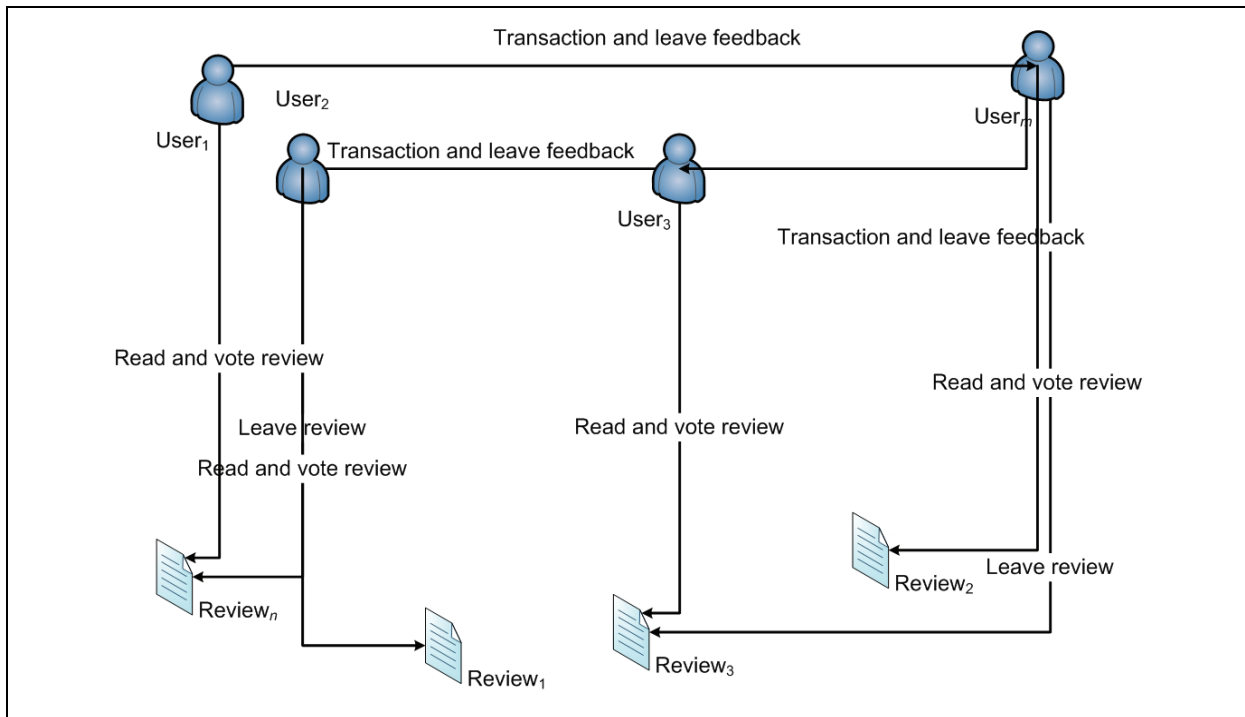 Transaction and leave feedback
User₂
Userₘ
User₁
Transaction and leave feedback
User₃
Transaction and leave feedback
Read and vote review
Read and vote review
Leave review
Read and vote review
Read and vote review
Leave review
Review₂
Reviewₙ
Review₃
Review₁